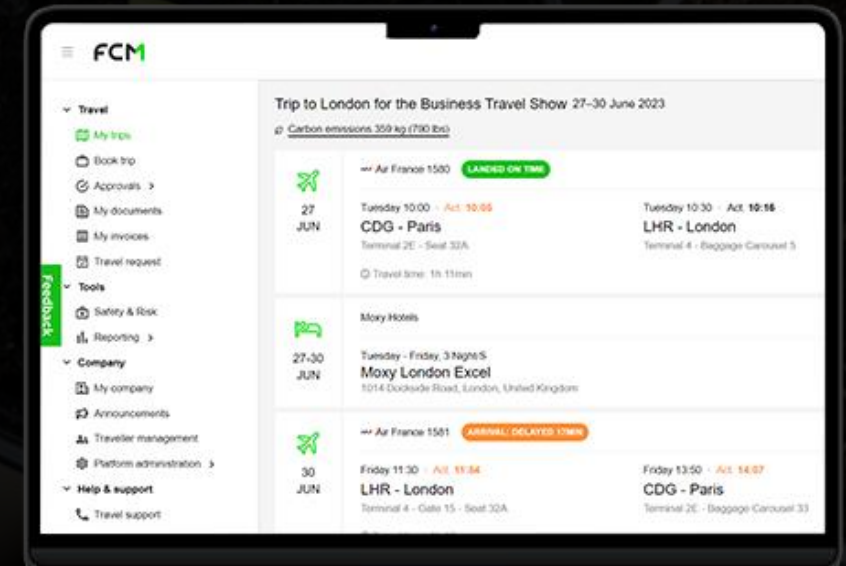 FCM
Travel
My trips
Book trip
Approvals >
My documents
My invoices
Travel request
Tools
Safety & Risk
Reporting >
Company
My company
Announcements
Traveller management
Platform administration >
Help & support
Travel support
Feedback
Trip to London for the Business Travel Show 27–30 June 2023
Carbon emissions 359 kg (790 lbs)
27 JUN
Air France 1580 LANDED ON TIME
Tuesday 10:00 · Act. 10:05
CDG - Paris
Terminal 2E - Seat 32A
Travel time: 1h 11min
Tuesday 10:30 · Act. 10:16
LHR - London
Terminal 4 - Baggage Carousel 5
27-30 JUN
Moxy Hotels
Tuesday - Friday, 3 Night/S
Moxy London Excel
1014 Dockside Road, London, United Kingdom
30 JUN
Air France 1581 ARRIVAL: DELAYED 17MIN
Friday 11:30 · Act. 11:54
LHR - London
Terminal 4 - Gate 15 - Seat 32A
Friday 13:50 · Act. 14:07
CDG - Paris
Terminal 2E - Baggage Carousel 33